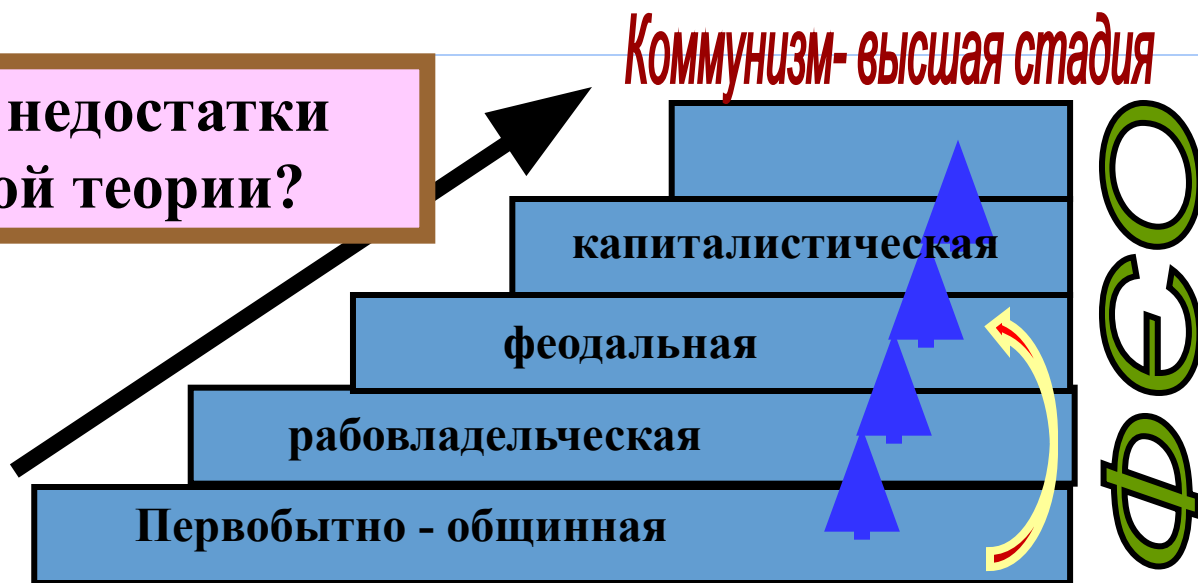 Коммунизм- высшая стадия
недостатки
ой теории?
капиталистическая
феодальная
рабовладельческая
Первобытно - общинная
ФЕО